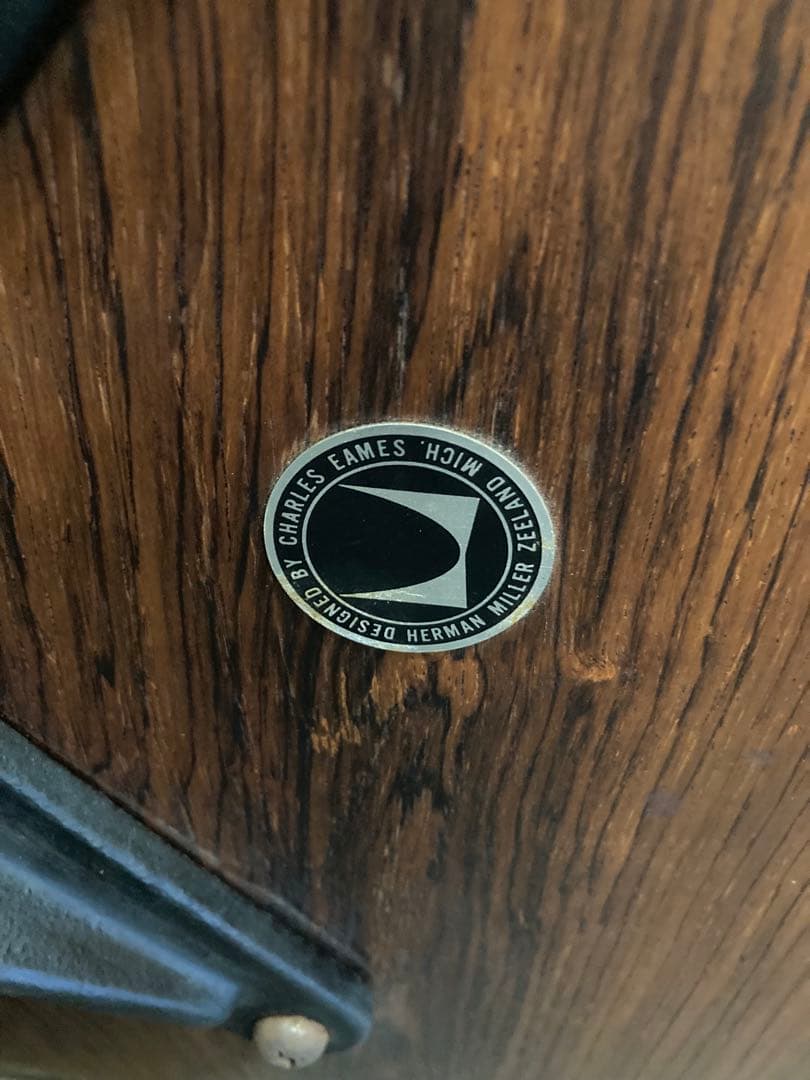 DESIGNED BY CHARLES EAMES
HERMAN MILLER ZEELAND MICH.